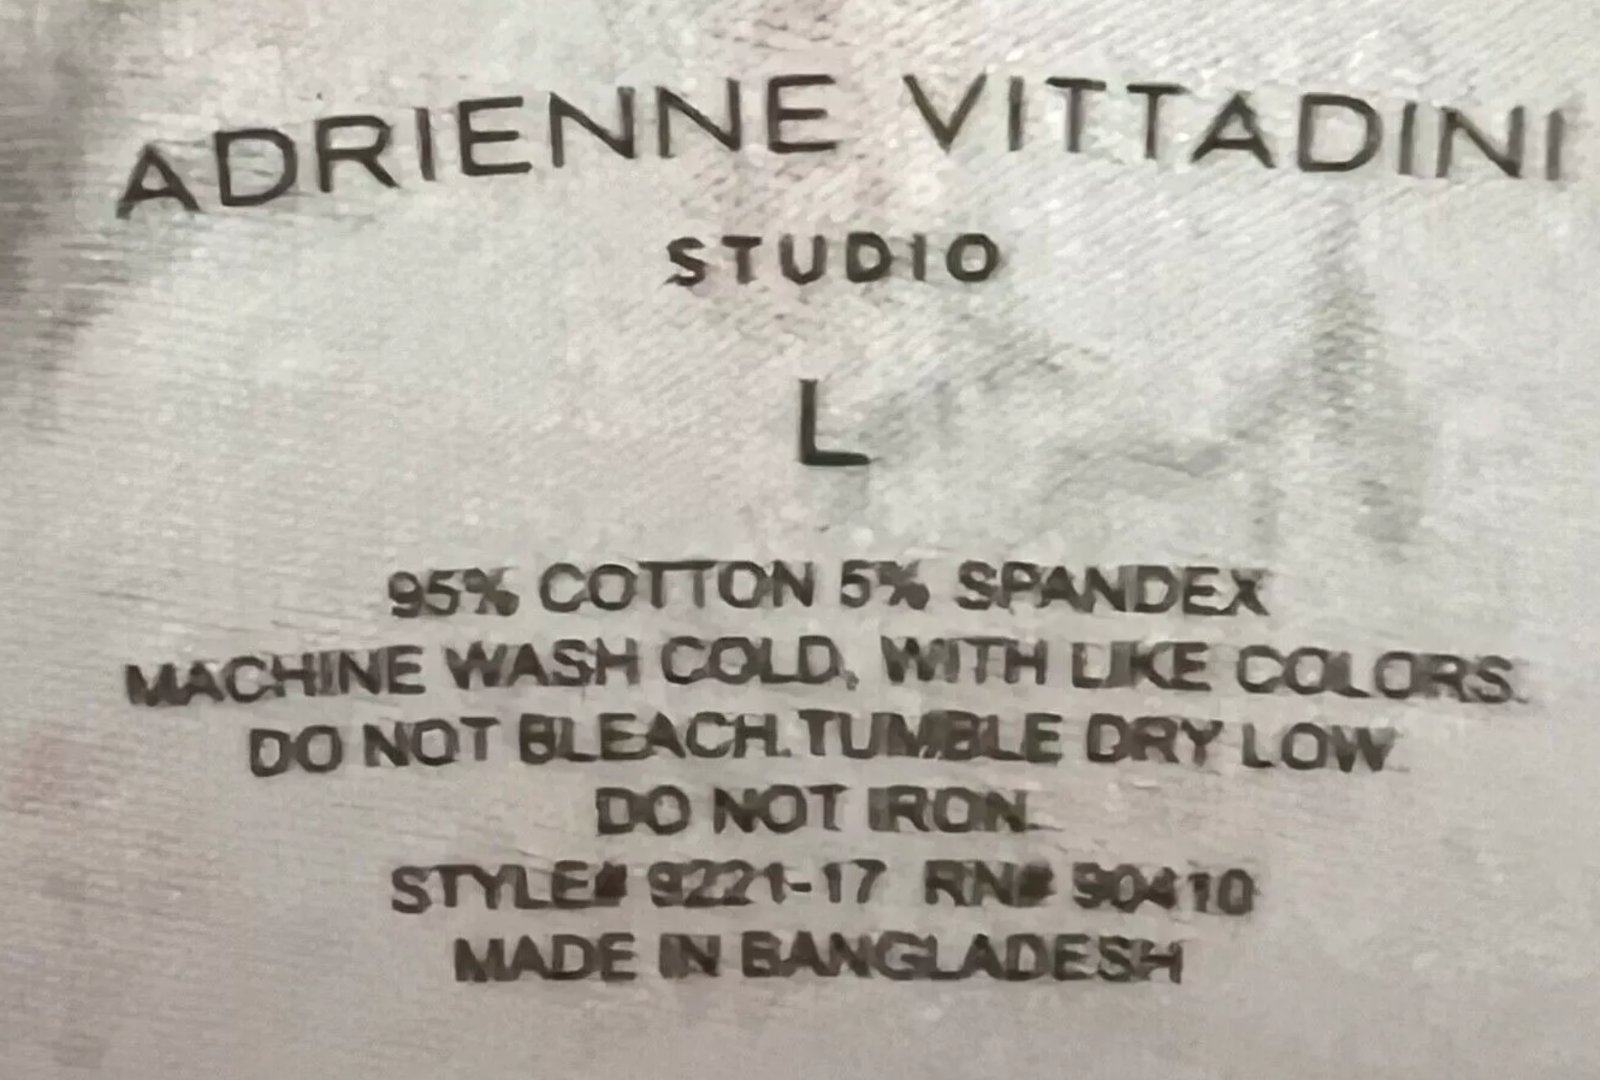 ADRIENNE VITTADINI
STUDIO
L
95% COTTON 5% SPANDEX
MACHINE WASH COLD, WITH LIKE COLORS.
DO NOT BLEACH. TUMBLE DRY LOW
DO NOT IRON.
STYLE# 9221-17 RN# 90410
MADE IN BANGLADESH